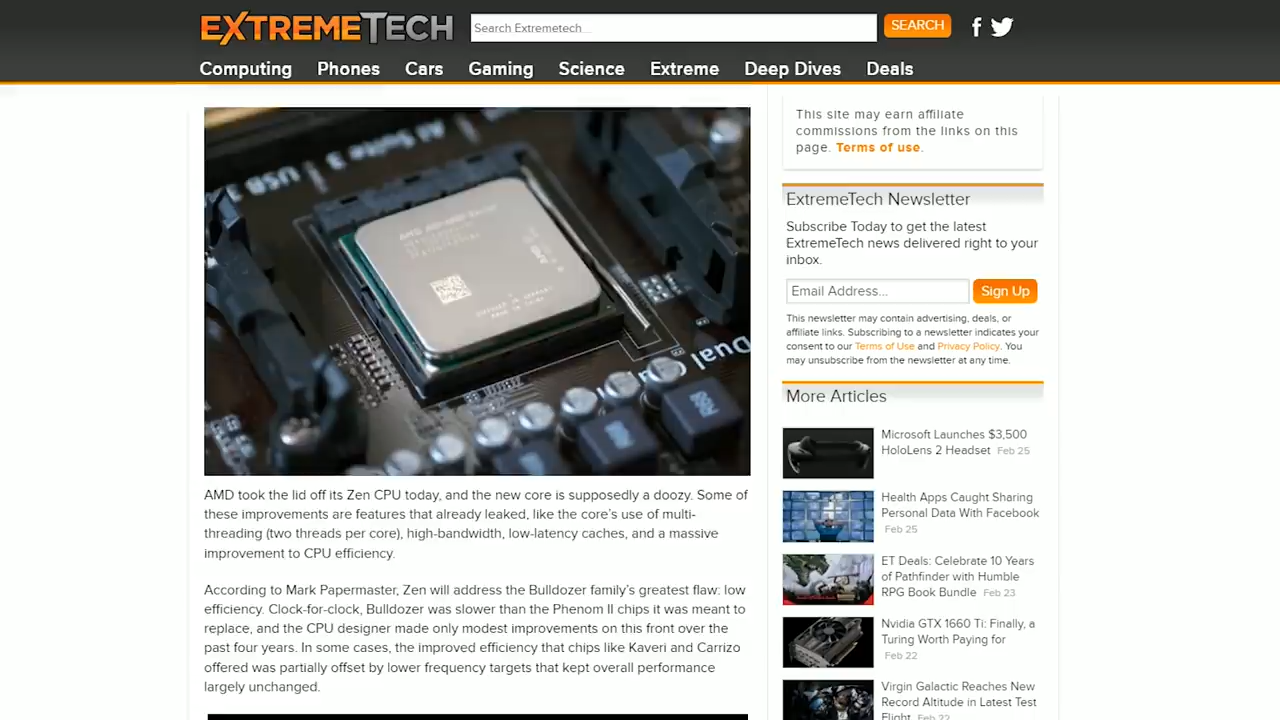 EXTREMETECH
Search Extremetech...
SEARCH
Computing Phones Cars Gaming Science Extreme Deep Dives Deals
AI Suite 3
USB 3
Dual
AMD
R68
AMD took the lid off its Zen CPU today, and the new core is supposedly a doozy. Some of
these improvements are features that already leaked, like the core's use of multi-
threading (two threads per core), high-bandwidth, low-latency caches, and a massive
improvement to CPU efficiency.
According to Mark Papermaster, Zen will address the Bulldozer family's greatest flaw: low
efficiency. Clock-for-clock, Bulldozer was slower than the Phenom II chips it was meant to
replace, and the CPU designer made only modest improvements on this front over the
past four years. In some cases, the improved efficiency that chips like Kaveri and Carrizo
offered was partially offset by lower frequency targets that kept overall performance
largely unchanged.
This site may earn affiliate
commissions from the links on this
page. Terms of use.
ExtremeTech Newsletter
Subscribe Today to get the latest
ExtremeTech news delivered right to your
inbox.
Email Address...
Sign Up
This newsletter may contain advertising, deals, or
affiliate links. Subscribing to a newsletter indicates your
consent to our Terms of Use and Privacy Policy. You
may unsubscribe from the newsletter at any time.
More Articles
Microsoft Launches $3,500
HoloLens 2 Headset Feb 25
Health Apps Caught Sharing
Personal Data With Facebook
Feb 25
ET Deals: Celebrate 10 Years
of Pathfinder with Humble
RPG Book Bundle Feb 23
Nvidia GTX 1660 Ti: Finally, a
Turing Worth Paying for
Feb 22
Virgin Galactic Reaches New
Record Altitude in Latest Test
Flight Feb 22